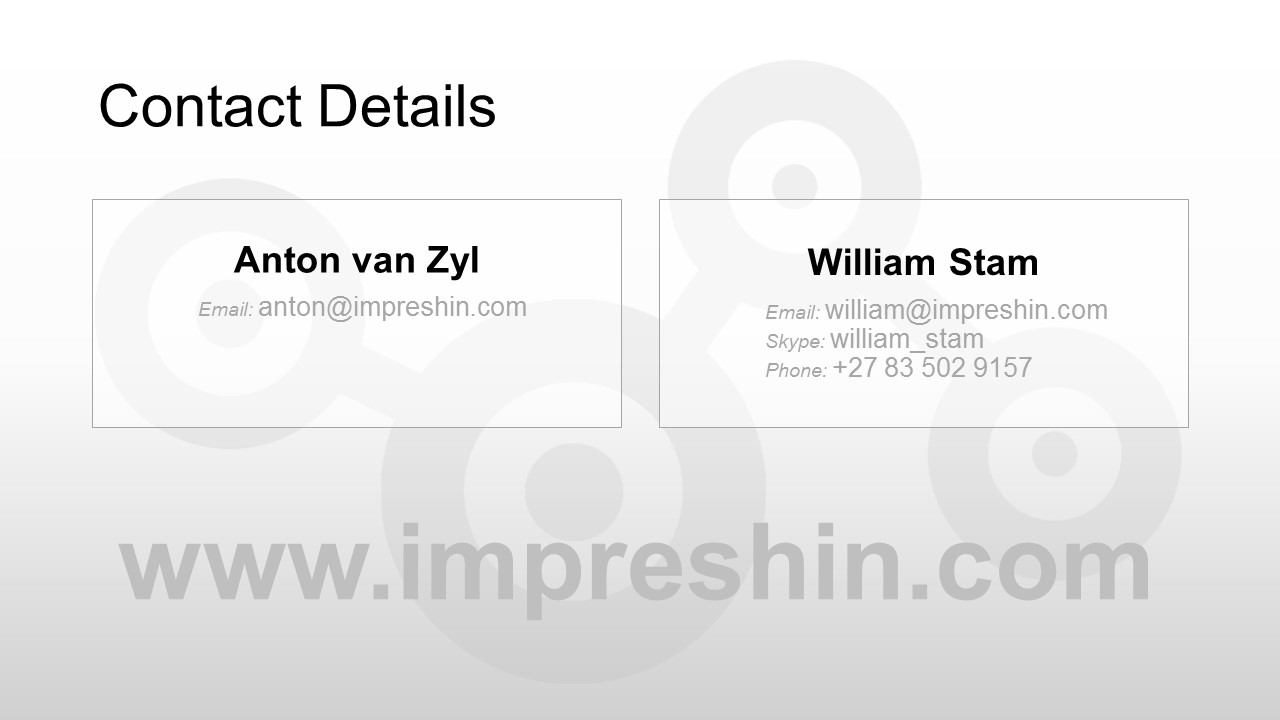 Contact Details
Anton van Zyl
Email: anton@impreshin.com
William Stam
Email: william@impreshin.com
Skype: william_stam
Phone: +27 83 502 9157
www.impreshin.com